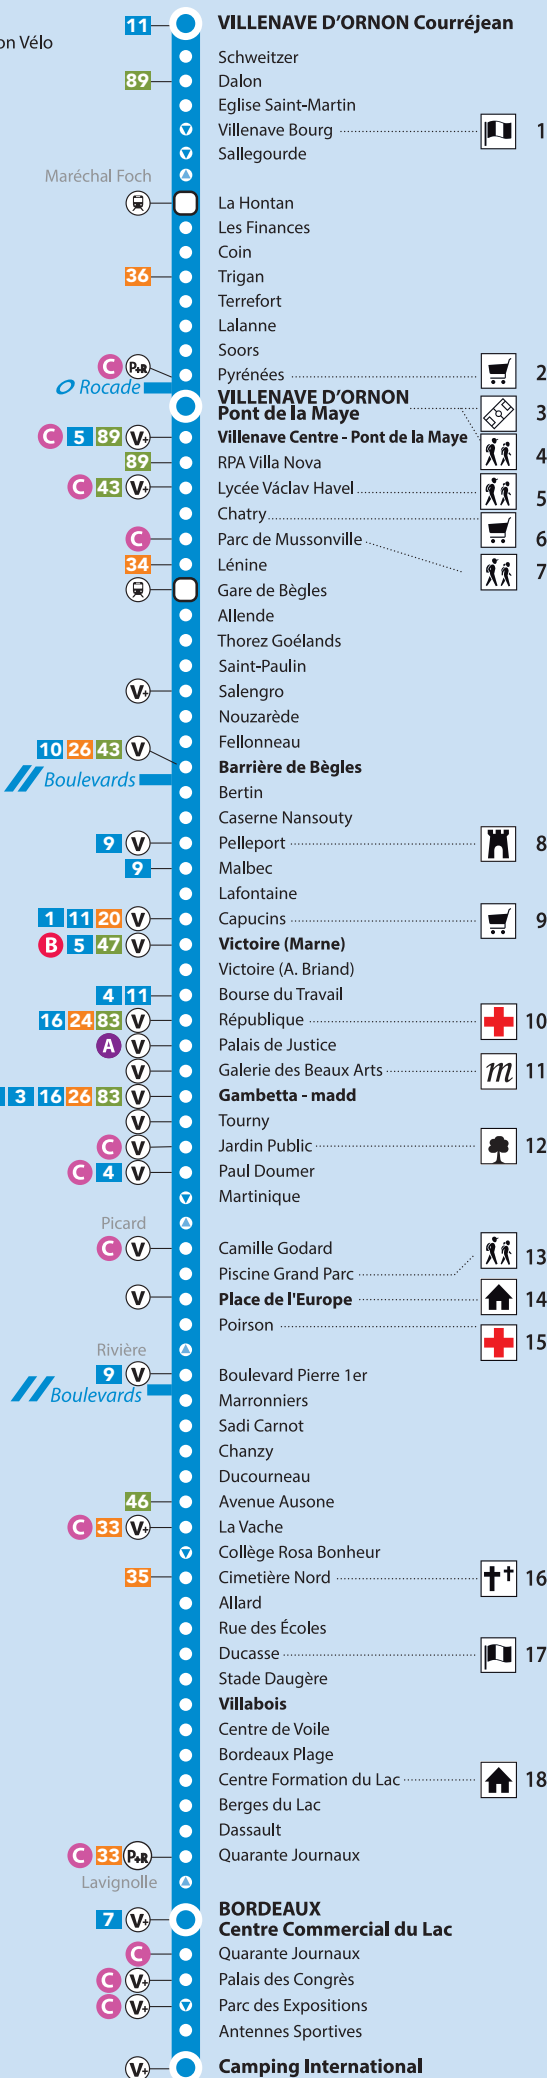 11 VILLENAVE D'ORNON Courréjean
on Vélo
Schweitzer
89 Dalon
Eglise Saint-Martin
Villenave Bourg 1
Sallegourde
Maréchal Foch
La Hontan
Les Finances
Coin
36 Trigan
Terrefort
Lalanne
Soors
C P+R Pyrénées 2
Rocade
VILLENAVE D'ORNON
Pont de la Maye 3
4
C 5 89 V+ Villenave Centre - Pont de la Maye
89 RPA Villa Nova
C 43 V+ Lycée Václav Havel 5
Chatry 6
C Parc de Mussonville 7
34 Lénine
Gare de Bègles
Allende
Thorez Goélands
Saint-Paulin
V+ Salengro
Nouzarède
Fellonneau
10 26 43 V Barrière de Bègles
Boulevards
Bertin
Caserne Nansouty
9 V Pelleport 8
9 Malbec
Lafontaine
1 11 20 V Capucins 9
B 5 47 V Victoire (Marne)
Victoire (A. Briand)
4 11 Bourse du Travail
16 24 83 V République 10
A V Palais de Justice
V Galerie des Beaux Arts m 11
3 16 26 83 V Gambetta - madd
V Tourny
C V Jardin Public 12
C 4 V Paul Doumer
Martinique
Picard
C V Camille Godard
Piscine Grand Parc 13
V Place de l'Europe 14
Poirson 15
Rivière
9 V Boulevard Pierre 1er
Boulevards
Marronniers
Sadi Carnot
Chanzy
Ducourneau
46 Avenue Ausone
C 33 V+ La Vache
Collège Rosa Bonheur
35 Cimetière Nord 16
Allard
Rue des Écoles
Ducasse 17
Stade Daugère
Villabois
Centre de Voile
Bordeaux Plage
Centre Formation du Lac 18
Berges du Lac
Dassault
C 33 P+R Quarante Journaux
Lavignolle
BORDEAUX
7 V+ Centre Commercial du Lac
C Quarante Journaux
C V+ Palais des Congrès
C V+ Parc des Expositions
Antennes Sportives
V+ Camping International